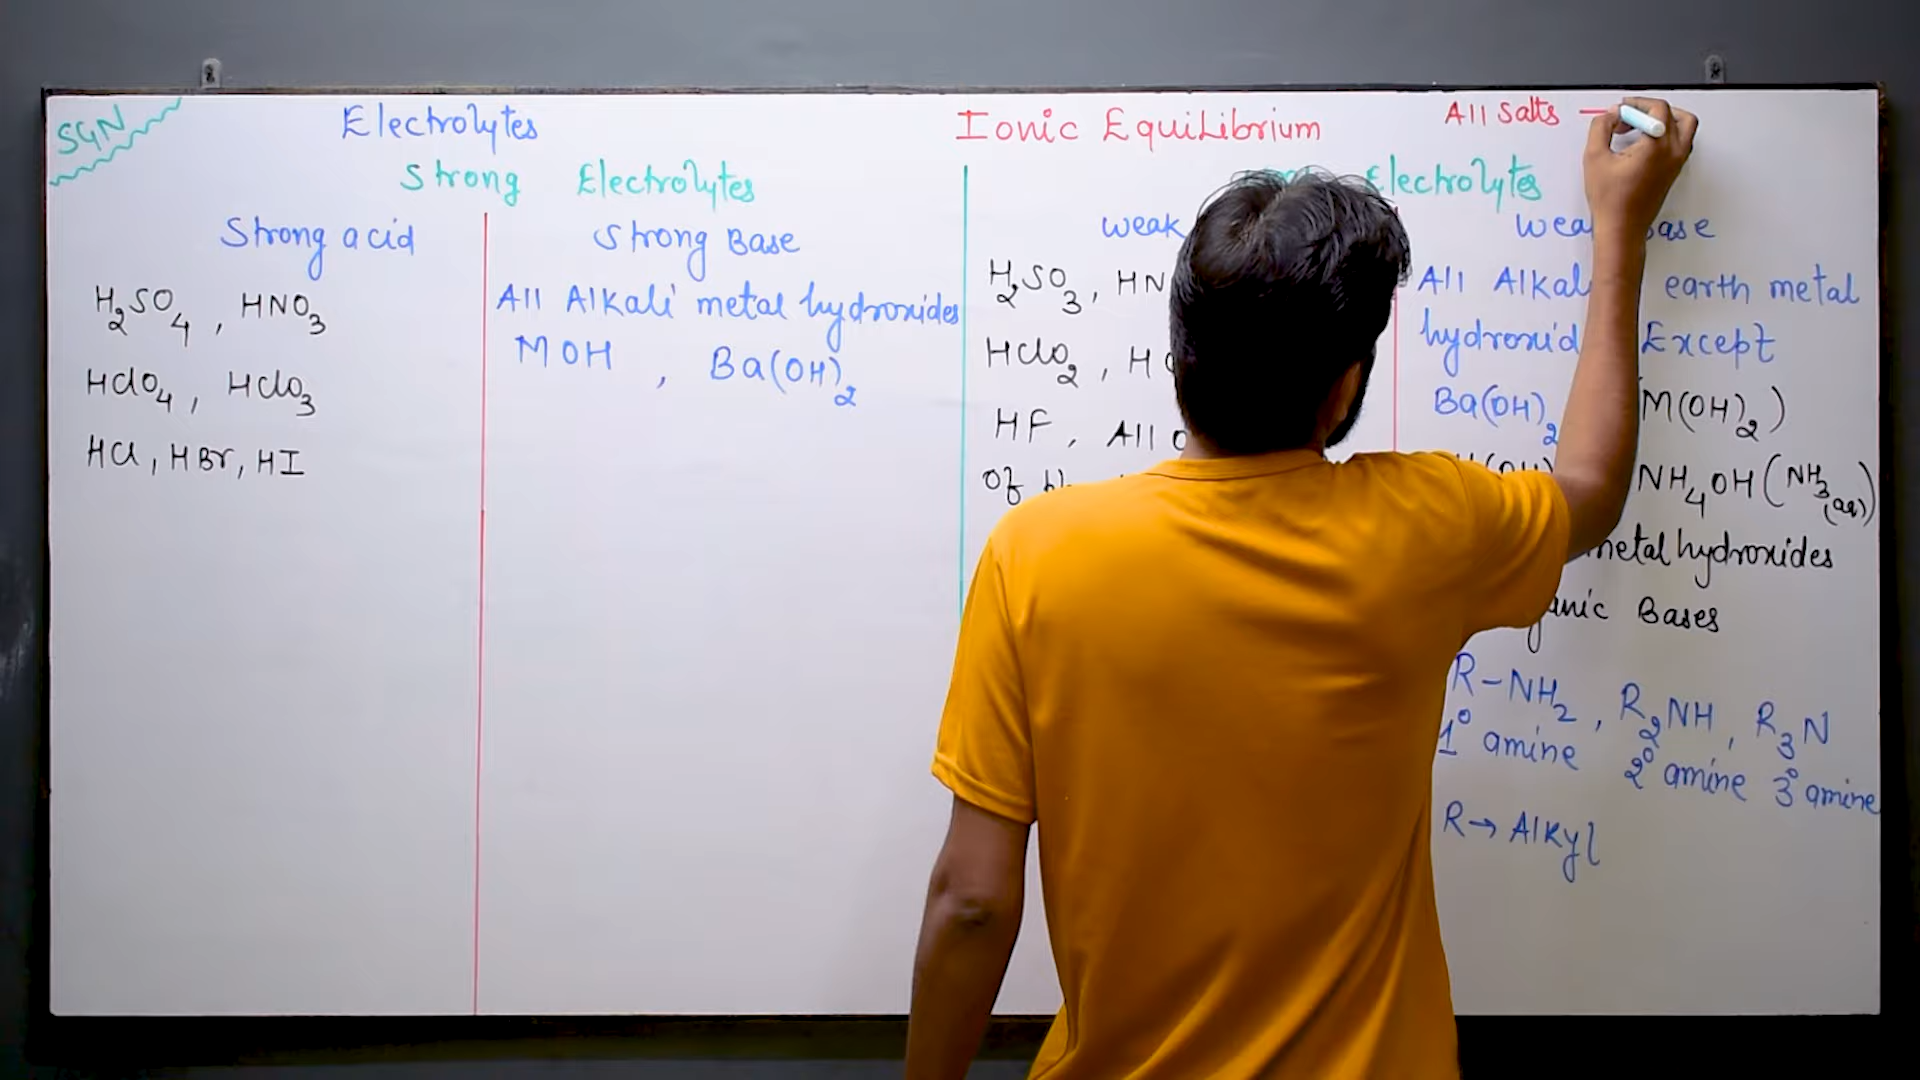 SGN
Electrolytes
Ionic Equilibrium
All Salts —
Strong Electrolytes
Electrolytes
Strong acid
Strong Base
weak
Base
H₂SO₄, HNO₃
HClO₄, HClO₃
HCl, HBr, HI
All Alkali metal hydroxides
MOH, Ba(OH)₂
H₂SO₃,
HClO₂,
HF, All
of
All earth metal
Except
Ba(OH)₂ M(OH)₂)
NH₄OH (NH₃(aq))
metal hydroxides
Bases
R-NH₂, R₂NH, R₃N
1° amine 2° amine 3° amine
R→Alkyl